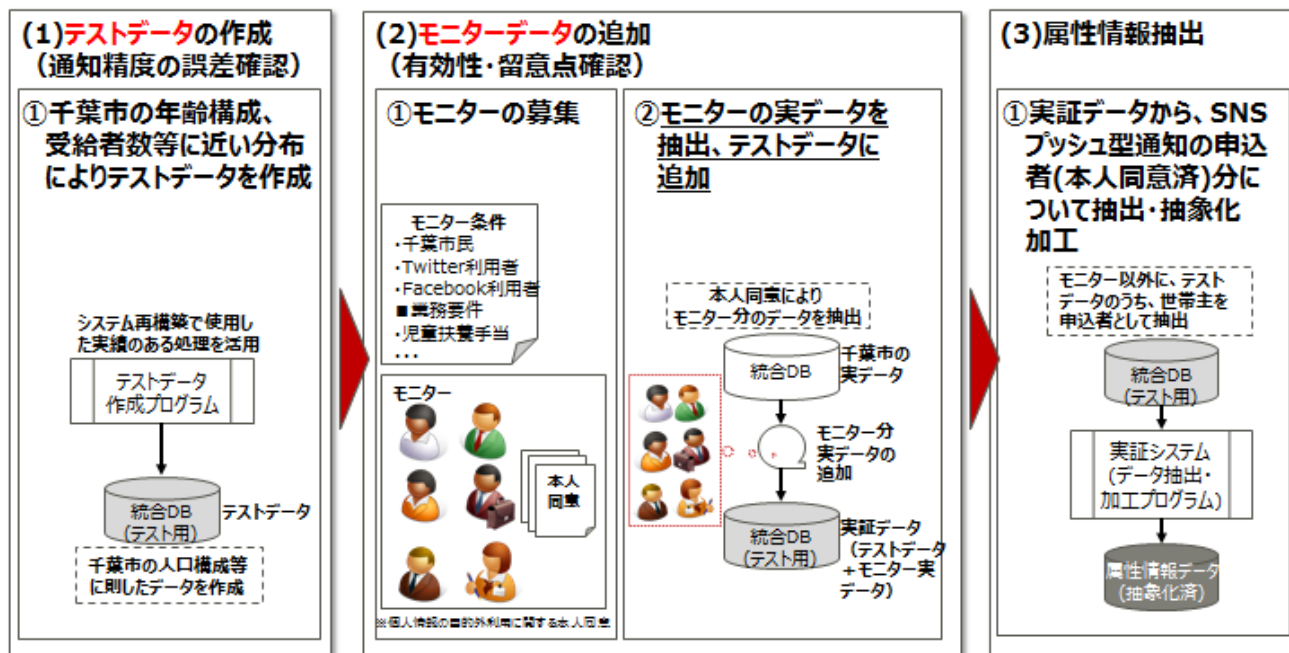 (1)テストデータの作成
（通知精度の誤差確認）
①千葉市の年齢構成、
受給者数等に近い分布
によりテストデータを作成
システム再構築で使用し
た実績のある処理を活用
テストデータ
作成プログラム
統合DB
(テスト用)
テストデータ
千葉市の人口構成等
に則したデータを作成
(2)モニターデータの追加
（有効性・留意点確認）
①モニターの募集
モニター条件
・千葉市民
・Twitter利用者
・Facebook利用者
■業務要件
・児童扶養手当
・・・
モニター
本人
同意
※個人情報の目的外利用に関する本人同意
②モニターの実データを
抽出、テストデータに
追加
本人同意により
モニター分のデータを抽出
統合DB
千葉市の
実データ
モニター分
実データの
追加
統合DB
(テスト用)
実証データ
（テストデータ
＋モニター実
データ）
(3)属性情報抽出
①実証データから、SNS
プッシュ型通知の申込
者(本人同意済)分に
ついて抽出・抽象化
加工
モニター以外に、テスト
データのうち、世帯主を
申込者として抽出
統合DB
(テスト用)
実証システム
(データ抽出・
加工プログラム)
属性情報データ
(抽象化済)